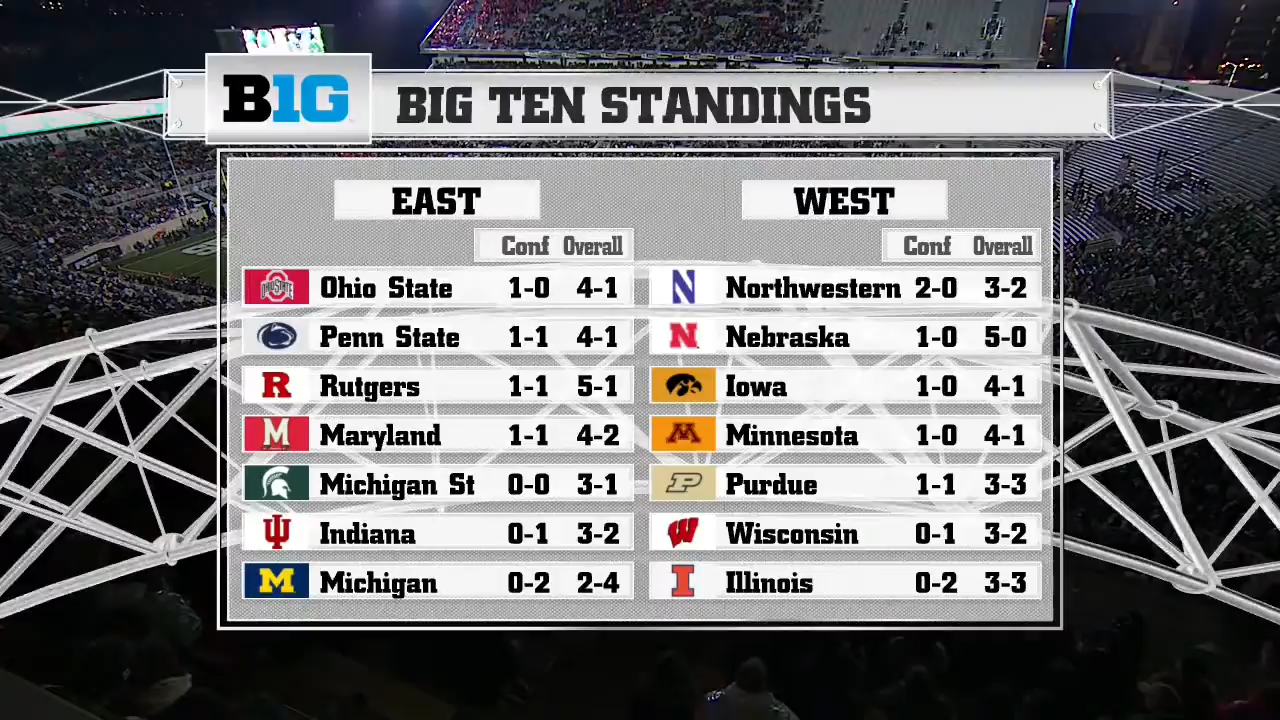 B1G BIG TEN STANDINGS
EAST
Conf Overall
Ohio State 1-0 4-1
Penn State 1-1 4-1
R Rutgers 1-1 5-1
M Maryland 1-1 4-2
Michigan St 0-0 3-1
Indiana 0-1 3-2
M Michigan 0-2 2-4
WEST
Conf Overall
N Northwestern 2-0 3-2
N Nebraska 1-0 5-0
Iowa 1-0 4-1
M Minnesota 1-0 4-1
P Purdue 1-1 3-3
W Wisconsin 0-1 3-2
I Illinois 0-2 3-3